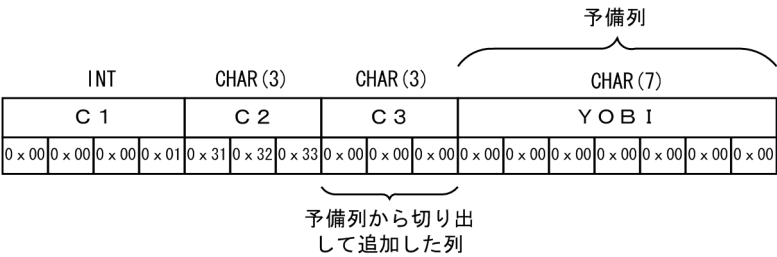 予備列
INT CHAR(3) CHAR(3) CHAR(7)
C1 C2 C3 YOBI
0x00 0x00 0x00 0x01 0x31 0x32 0x33 0x00 0x00 0x00 0x00 0x00 0x00 0x00 0x00 0x00 0x00
予備列から切り出
して追加した列